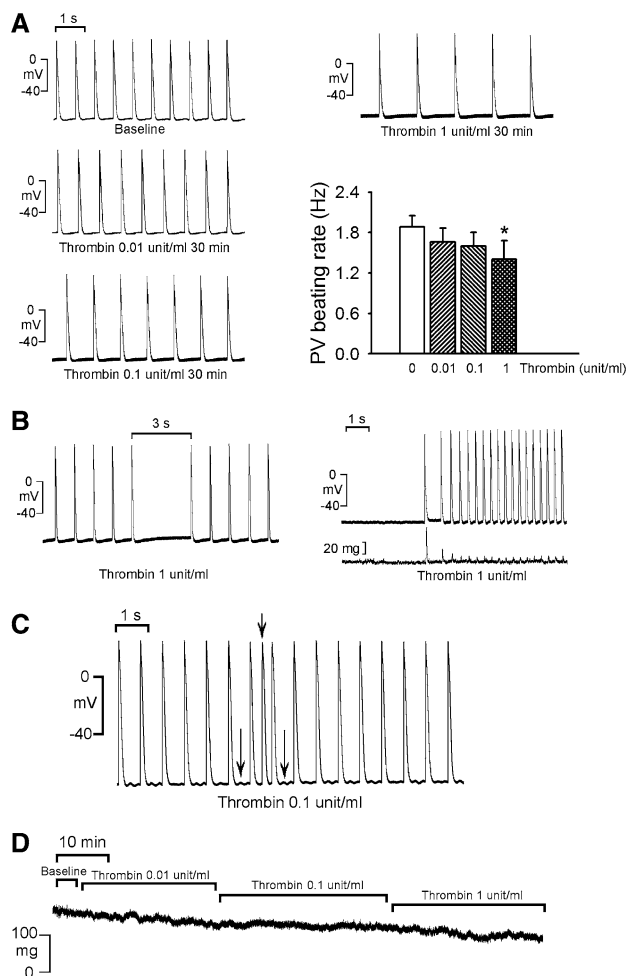 A
1 s
0
mV
-40
Baseline
0
mV
-40
Thrombin 1 unit/ml 30 min
0
mV
-40
Thrombin 0.01 unit/ml 30 min
0
mV
-40
Thrombin 0.1 unit/ml 30 min
PV beating rate (Hz)
2.4
1.8
1.2
0.6
0.0
*
0 0.01 0.1 1 Thrombin (unit/ml)
B
3 s
0
mV
-40
Thrombin 1 unit/ml
1 s
0
mV
-40
20 mg
Thrombin 1 unit/ml
C
1 s
0
mV
-40
Thrombin 0.1 unit/ml
D
10 min
Baseline
Thrombin 0.01 unit/ml
Thrombin 0.1 unit/ml
Thrombin 1 unit/ml
100
mg
0